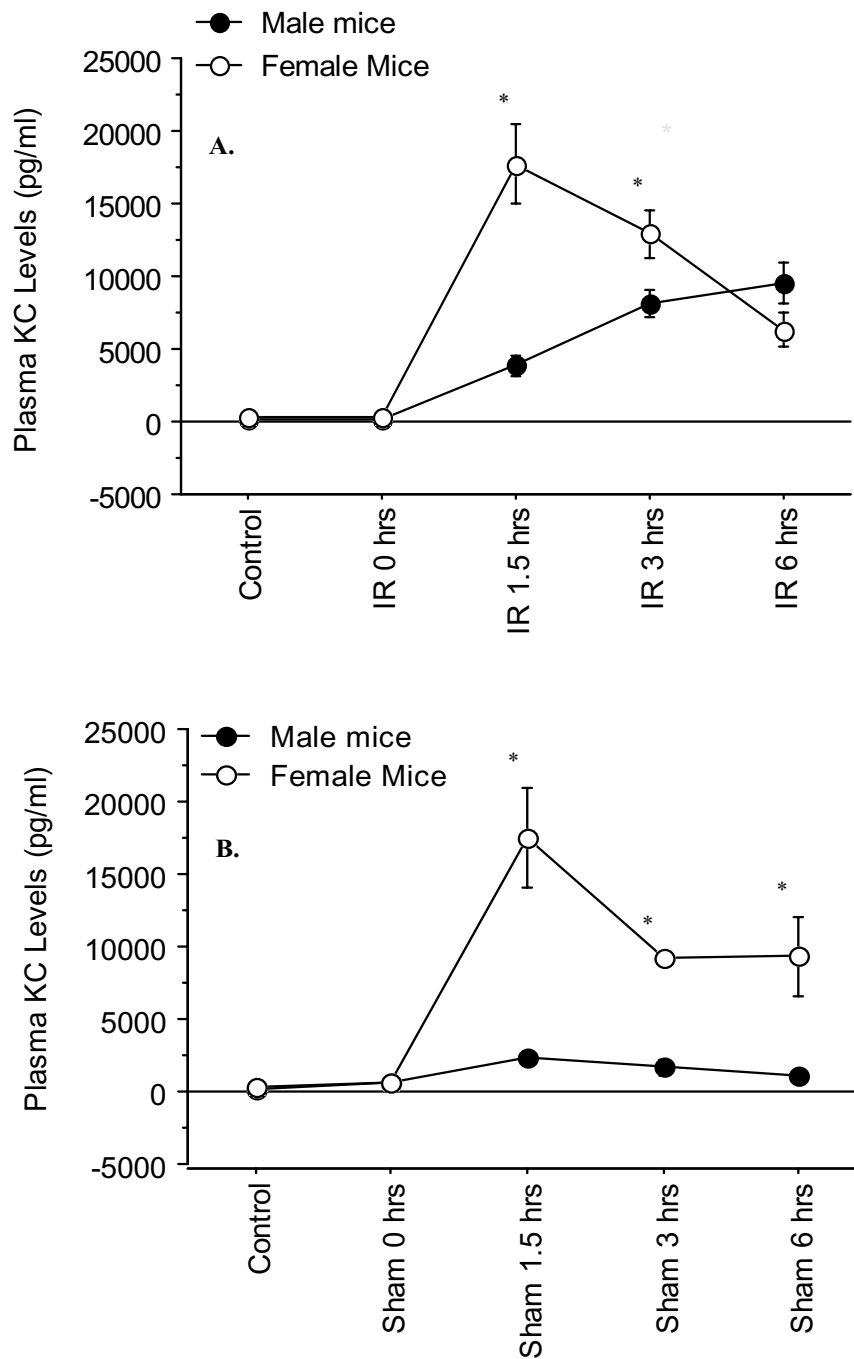 Male mice
Female Mice
25000
20000
15000
10000
5000
0
-5000
Plasma KC Levels (pg/ml)
A.
*
*
*
Control
IR 0 hrs
IR 1.5 hrs
IR 3 hrs
IR 6 hrs
Male mice
Female Mice
25000
20000
15000
10000
5000
0
-5000
Plasma KC Levels (pg/ml)
B.
*
*
*
Control
Sham 0 hrs
Sham 1.5 hrs
Sham 3 hrs
Sham 6 hrs